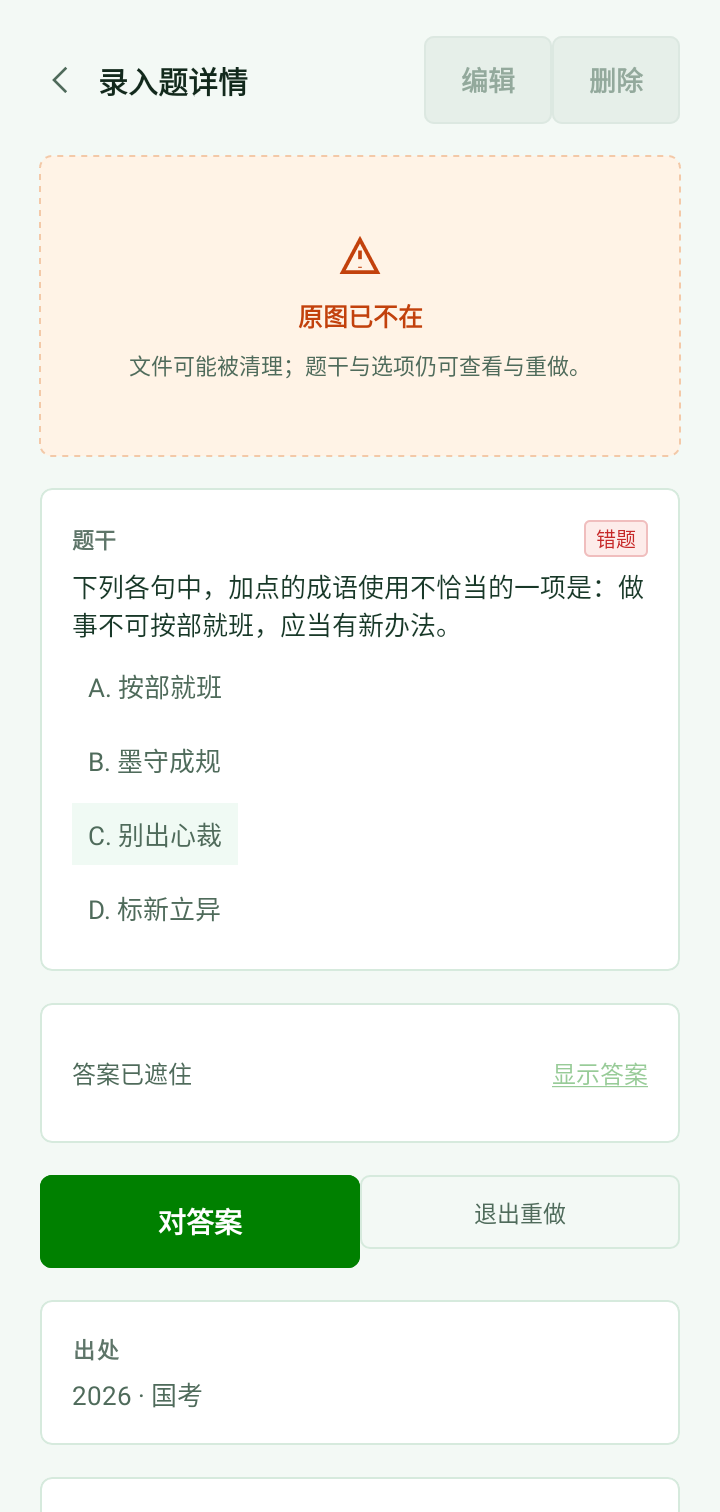 录入题详情
编辑
删除
原图已不在
文件可能被清理；题干与选项仍可查看与重做。
题干
错题
下列各句中，加点的成语使用不恰当的一项是：做
事不可按部就班，应当有新办法。
A. 按部就班
B. 墨守成规
C. 别出心裁
D. 标新立异
答案已遮住
显示答案
对答案
退出重做
出处
2026 · 国考